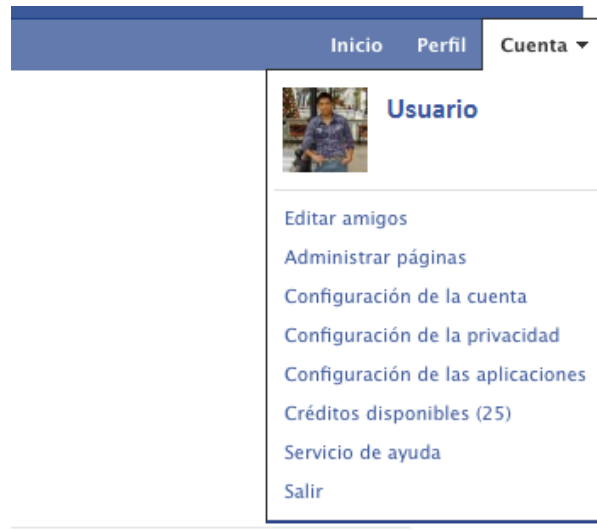 Inicio Perfil Cuenta
Usuario
Editar amigos
Administrar páginas
Configuración de la cuenta
Configuración de la privacidad
Configuración de las aplicaciones
Créditos disponibles (25)
Servicio de ayuda
Salir